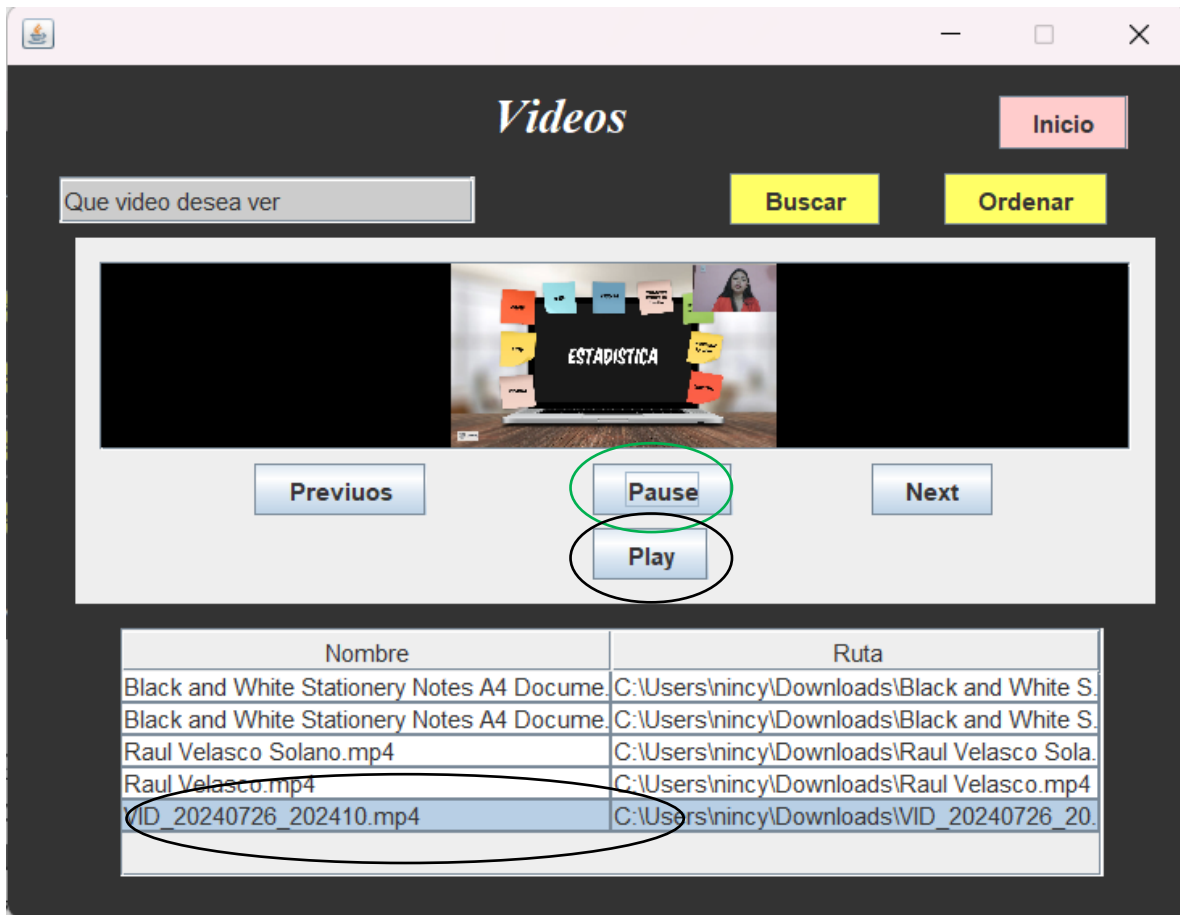 Videos
Inicio
Que video desea ver
Buscar
Ordenar
ESTADISTICA
Previuos
Pause
Next
Play
Nombre Ruta
Black and White Stationery Notes A4 Docume. C:\Users\nincy\Downloads\Black and White S.
Black and White Stationery Notes A4 Docume. C:\Users\nincy\Downloads\Black and White S.
Raul Velasco Solano.mp4 C:\Users\nincy\Downloads\Raul Velasco Sola.
Raul Velasco.mp4 C:\Users\nincy\Downloads\Raul Velasco.mp4
VID_20240726_202410.mp4 C:\Users\nincy\Downloads\VID_20240726_20.